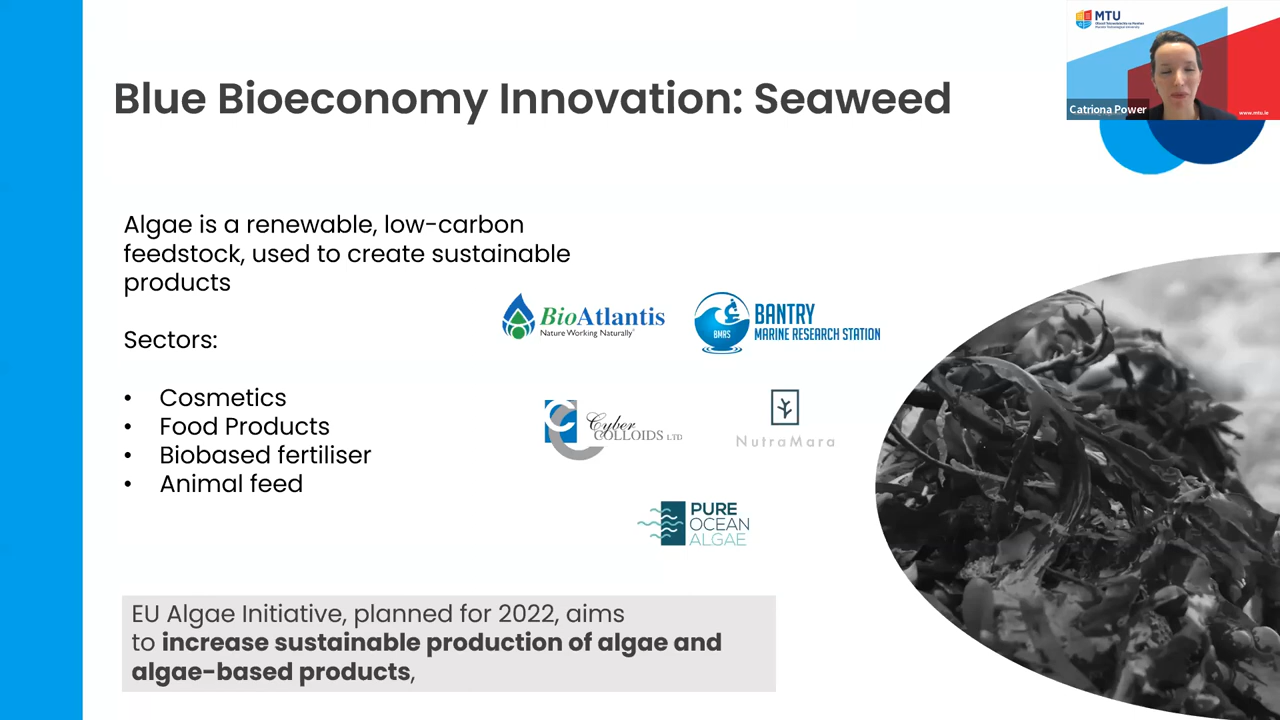 MTU
Catriona Power
www.mtu.ie
Blue Bioeconomy Innovation: Seaweed
Algae is a renewable, low-carbon
feedstock, used to create sustainable
products
Sectors:
• Cosmetics
• Food Products
• Biobased fertiliser
• Animal feed
BioAtlantis
Nature Working Naturally
BMRS
BANTRY
MARINE RESEARCH STATION
Cyber
COLLOIDS LTD
NutraMara
PURE
OCEAN
ALGAE
EU Algae Initiative, planned for 2022, aims
to increase sustainable production of algae and
algae-based products,